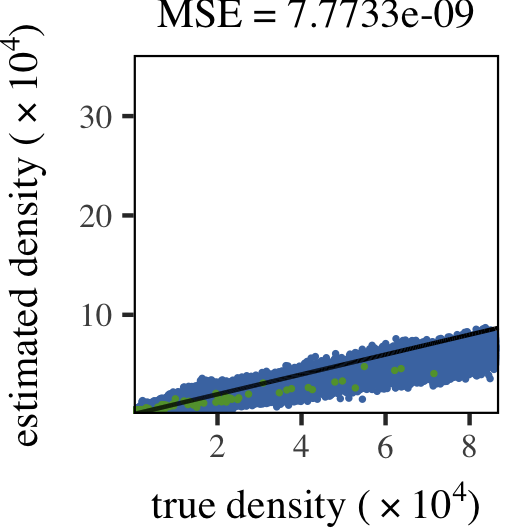 MSE = 7.7733e-09
estimated density (×10⁴)
30
20
10
2 4 6 8
true density (×10⁴)